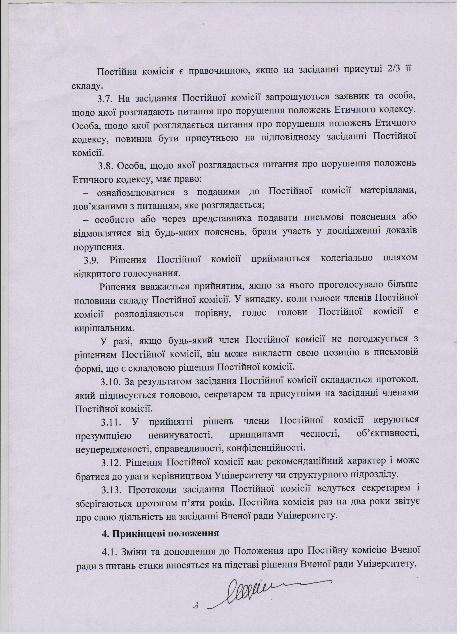 Постійна комісія є правочинною, якщо на засіданні присутні 2/3 її
складу.
3.7. На засідання Постійної комісії запрошуються заявник та особа,
щодо якої розглядають питання про порушення положень Етичного кодексу.
Особа, щодо якої розглядається питання про порушення положень Етичного
кодексу, повинна бути присутньою на відповідному засіданні Постійної
комісії.
3.8. Особа, щодо якої розглядається питання про порушення положень
Етичного кодексу, має право:
– ознайомлюватися з поданими до Постійної комісії матеріалами,
пов’язаними з питанням, яке розглядається;
– особисто або через представника подавати письмові пояснення або
відмовлятися від будь-яких пояснень, брати участь у дослідженні доказів
порушення.
3.9. Рішення Постійної комісії приймаються колегіально шляхом
відкритого голосування.
Рішення вважається прийнятим, якщо за нього проголосувало більше
половини складу Постійної комісії. У випадку, коли голоси членів Постійної
комісії розподіляються порівну, голос голови Постійної комісії є
вирішальним.
У разі, якщо будь-який член Постійної комісії не погоджується з
рішенням Постійної комісії, він може викласти свою позицію в письмовій
формі, що є складовою рішення Постійної комісії.
3.10. За результатом засідання Постійної комісії складається протокол,
який підписується головою, секретарем та присутніми на засіданні членами
Постійної комісії.
3.11. У прийнятті рішень члени Постійної комісії керуються
презумпцією невинуватості, принципами чесності, об’єктивності,
неупередженості, справедливості, конфіденційності.
3.12. Рішення Постійної комісії має рекомендаційний характер і може
братися до уваги керівництвом Університету чи структурного підрозділу.
3.13. Протоколи засідання Постійної комісії ведуться секретарем і
зберігаються протягом п’яти років. Постійна комісія раз на два роки звітує
про свою діяльність на засіданні Вченої ради Університету.
4. Прикінцеві положення
4.1. Зміни та доповнення до Положення про Постійну комісію Вченої
ради з питань етики вносяться на підставі рішення Вченої ради Університету.
3